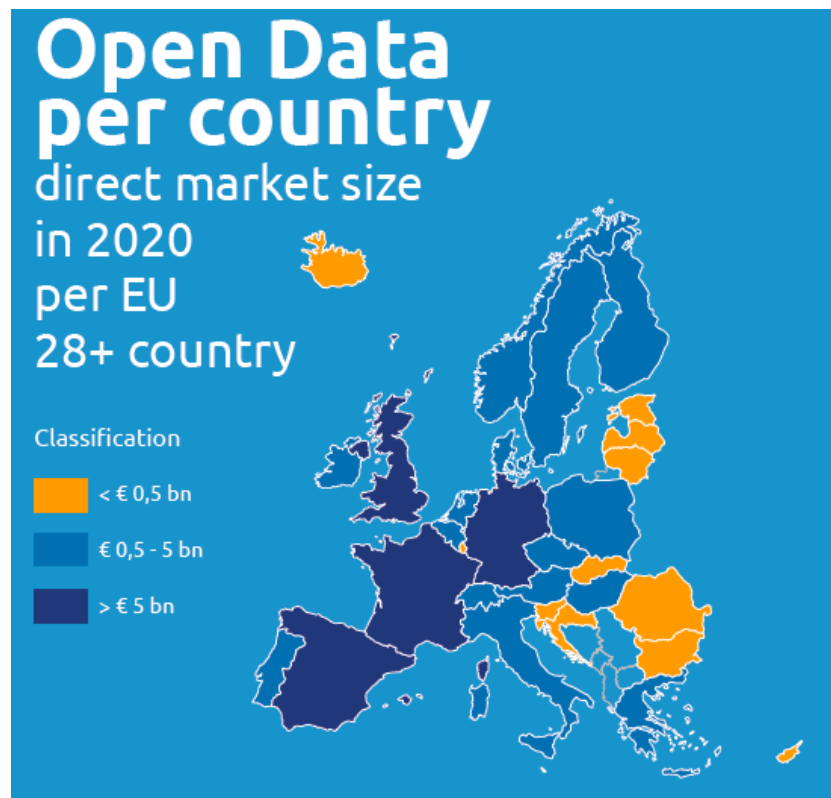 Open Data
per country
direct market size
in 2020
per EU
28+ country
Classification
< € 0,5 bn
€ 0,5 - 5 bn
> € 5 bn